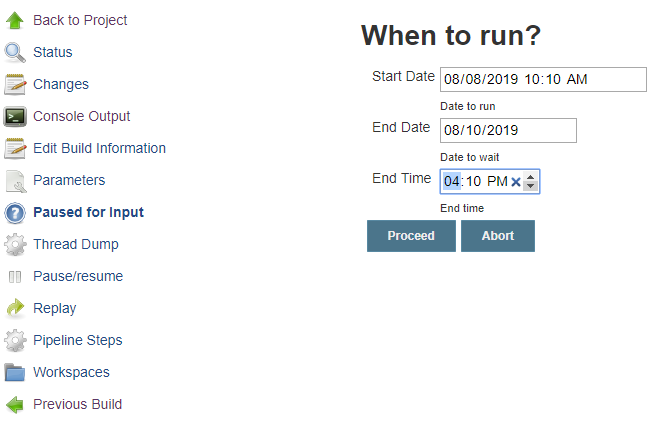 Back to Project
Status
Changes
Console Output
Edit Build Information
Parameters
Paused for Input
Thread Dump
Pause/resume
Replay
Pipeline Steps
Workspaces
Previous Build
When to run?
Start Date 08/08/2019 10:10 AM
Date to run
End Date 08/10/2019
Date to wait
End Time 04:10 PM
End time
Proceed Abort